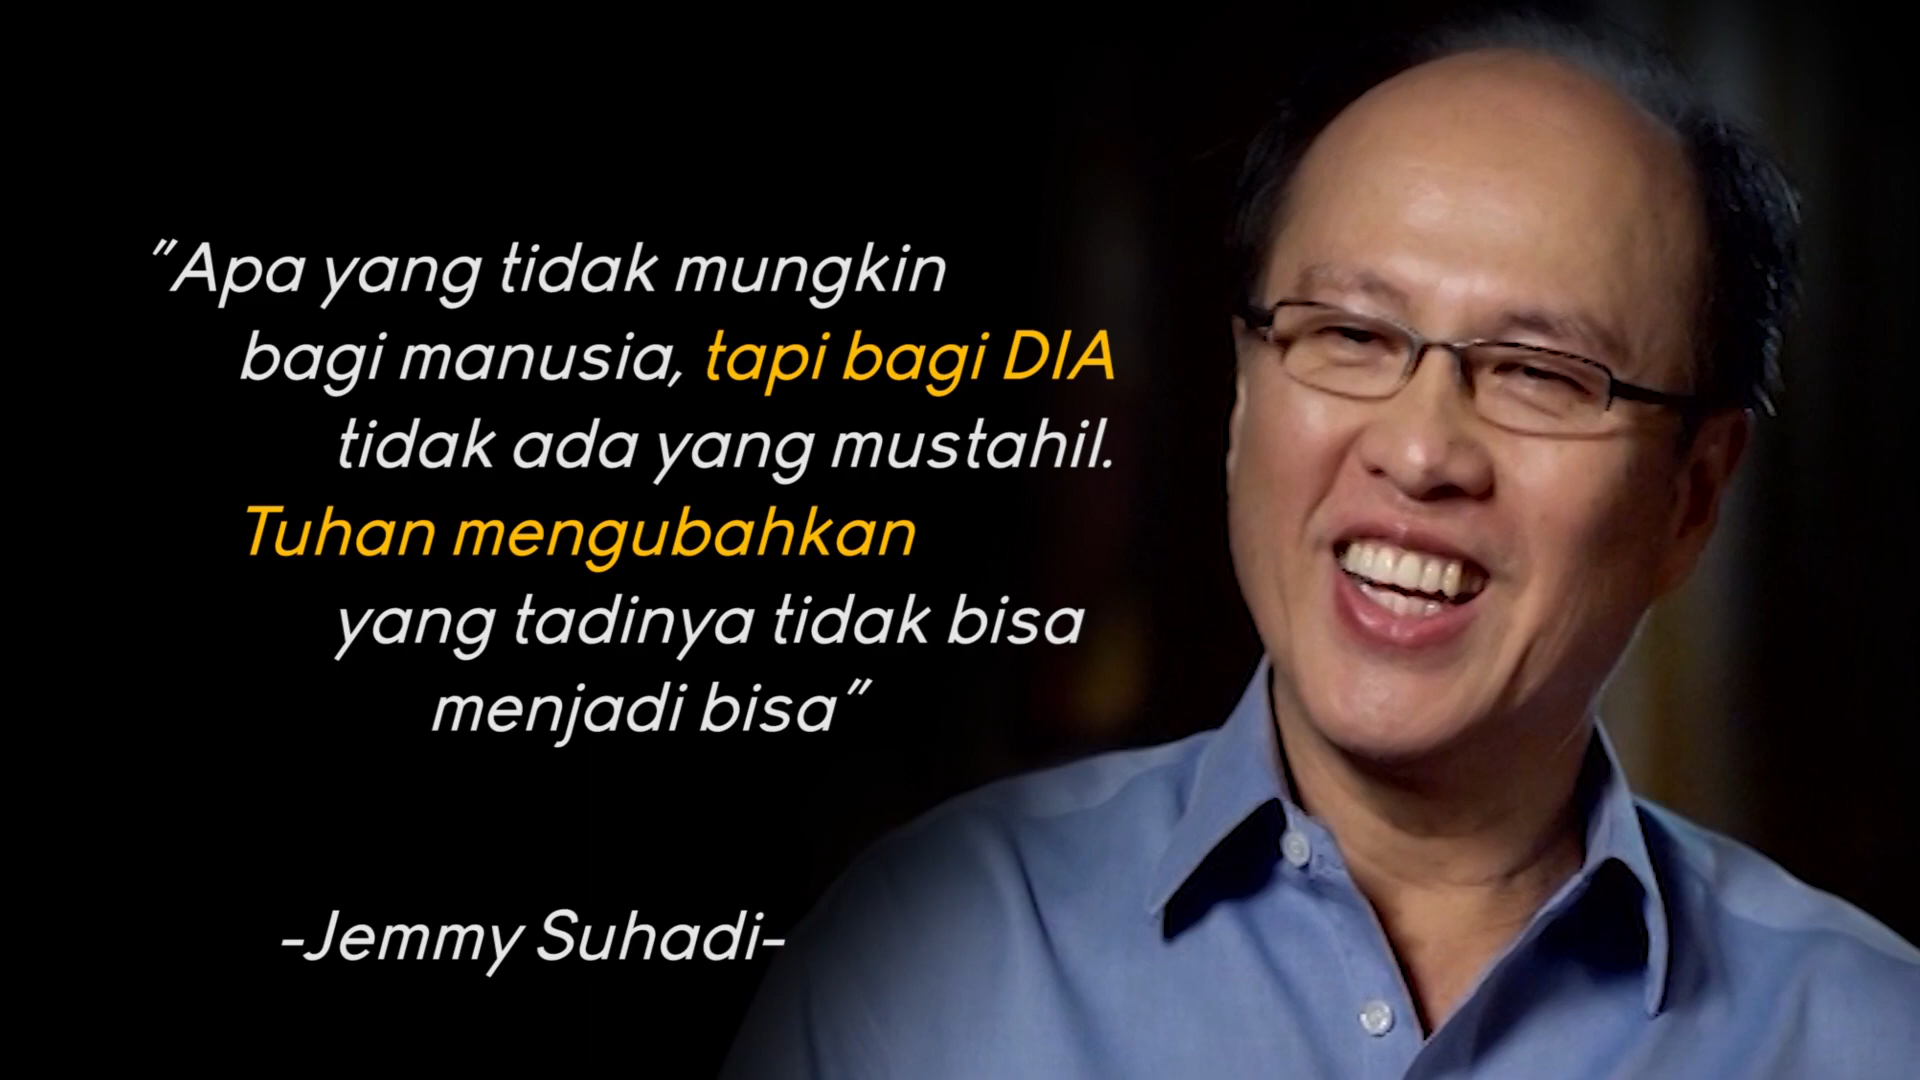 "Apa yang tidak mungkin
bagi manusia, tapi bagi DIA
tidak ada yang mustahil.
Tuhan mengubahkan
yang tadinya tidak bisa
menjadi bisa"
-Jemmy Suhadi-